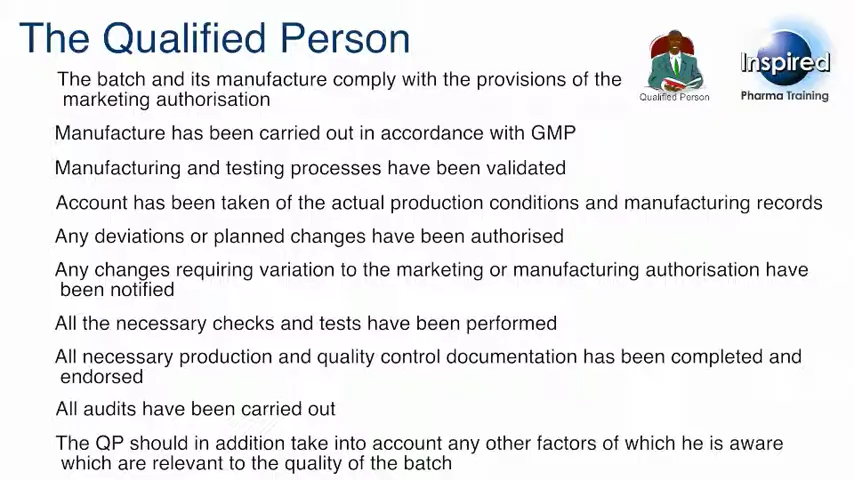 The Qualified Person
Qualified Person
Inspired
Pharma Training
The batch and its manufacture comply with the provisions of the
marketing authorisation
Manufacture has been carried out in accordance with GMP
Manufacturing and testing processes have been validated
Account has been taken of the actual production conditions and manufacturing records
Any deviations or planned changes have been authorised
Any changes requiring variation to the marketing or manufacturing authorisation have
been notified
All the necessary checks and tests have been performed
All necessary production and quality control documentation has been completed and
endorsed
All audits have been carried out
The QP should in addition take into account any other factors of which he is aware
which are relevant to the quality of the batch